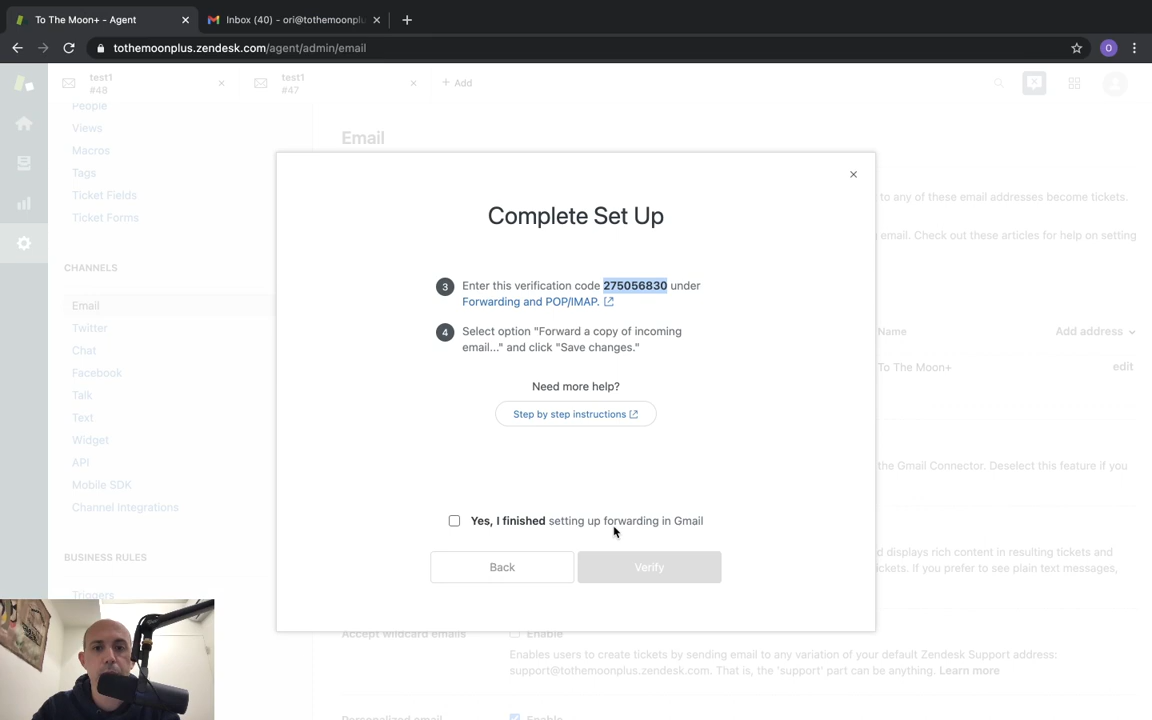 To The Moon+ - Agent
Inbox (40) - ori@tothemoonplu
tothemoonplus.zendesk.com/agent/admin/email
test1
#48
test1
#47
+ Add
People
Views
Macros
Tags
Ticket Fields
Ticket Forms
CHANNELS
Email
Twitter
Chat
Facebook
Talk
Text
Widget
API
Mobile SDK
Channel Integrations
BUSINESS RULES
Triggers
Email
to any of these email addresses become tickets.
email. Check out these articles for help on setting
Name
Add address
To The Moon+
edit
the Gmail Connector. Deselect this feature if you
d displays rich content in resulting tickets and
ckets. If you prefer to see plain text messages,
Complete Set Up
3 Enter this verification code 275056830 under
Forwarding and POP/IMAP.
4 Select option "Forward a copy of incoming
email..." and click "Save changes."
Need more help?
Step by step instructions
Yes, I finished setting up forwarding in Gmail
Back
Verify
Accept wildcard emails
Enable
Enables users to create tickets by sending email to any variation of your default Zendesk Support address:
support@tothemoonplus.zendesk.com. That is, the 'support' part can be anything. Learn more
Personalized email
Enable
O